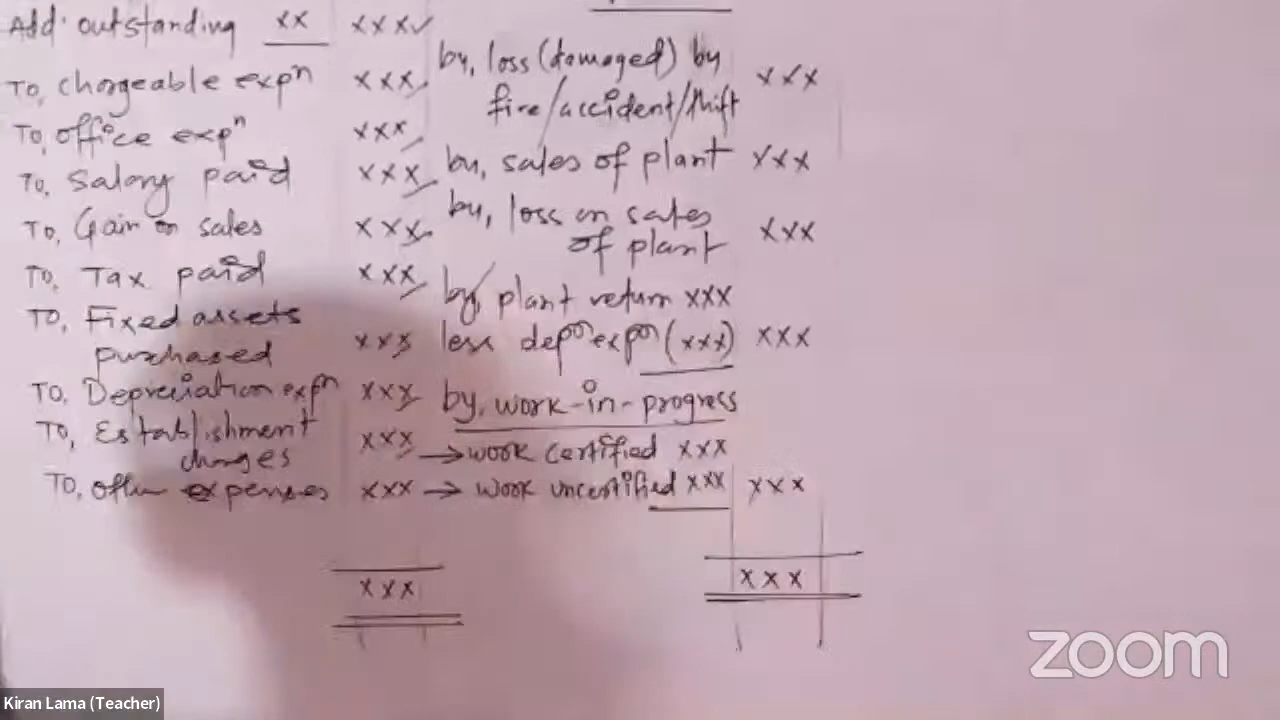 Add: outstanding xx xxx
To, chargeable expn xxx
To, office expn xxx
To, Salary paid xxx
To, Gain on sales xxx
To, Tax paid xxx
To, Fixed assets
purchased xxx
To, Depreciation expn xxx
To, Establishment
charges xxx
To, other expenses xxx
xxx
by, loss (damaged) by
fire/accident/thift xxx
by, sales of plant xxx
by, loss on sales
of plant xxx
by, plant return xxx
less depn expn (xxx) xxx
by, work-in-progress
→ work certified xxx
→ work uncertified xxx xxx
xxx
zoom
Kiran Lama (Teacher)